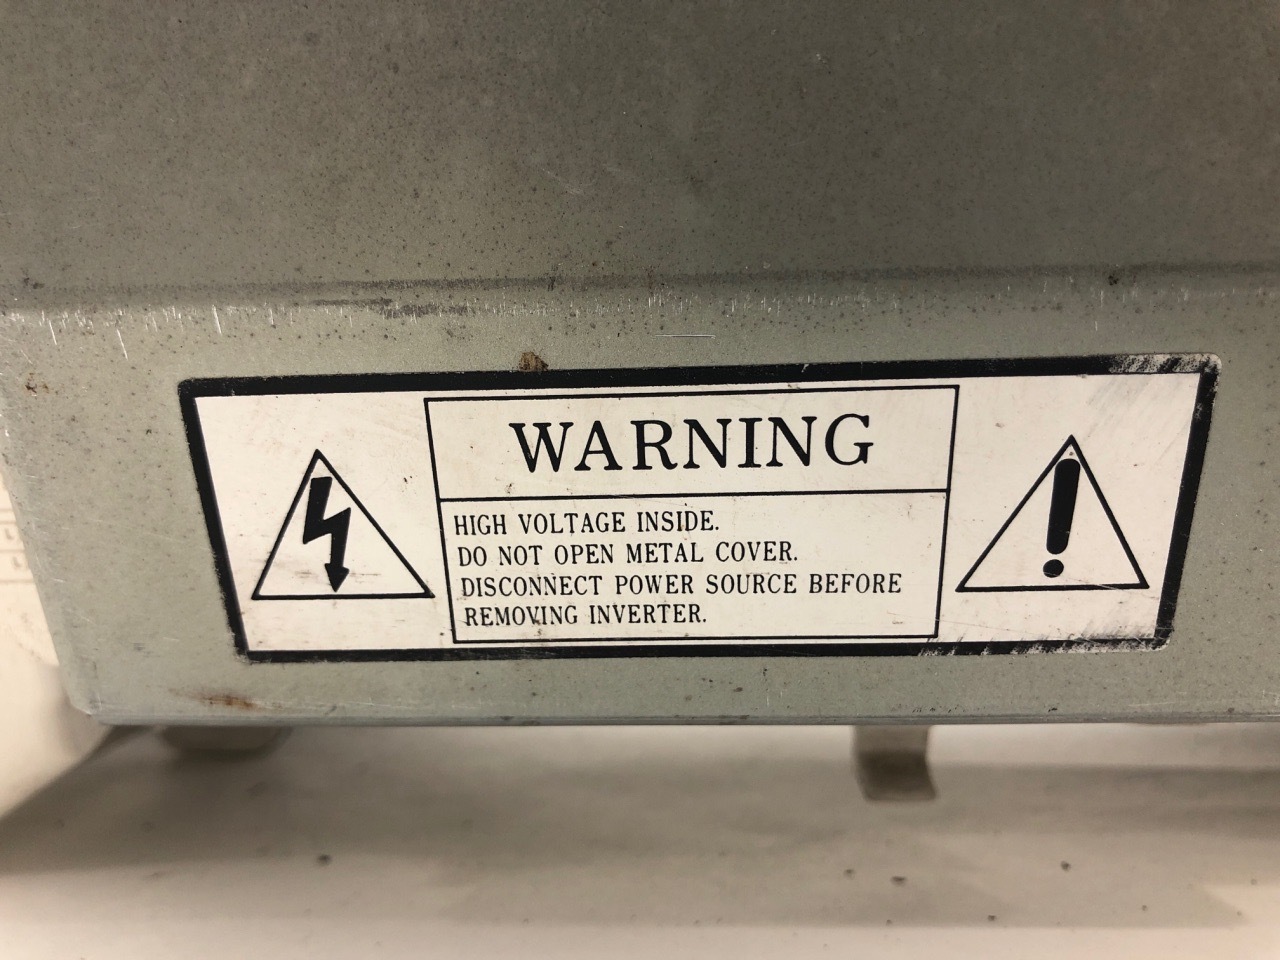 WARNING
HIGH VOLTAGE INSIDE.
DO NOT OPEN METAL COVER.
DISCONNECT POWER SOURCE BEFORE
REMOVING INVERTER.